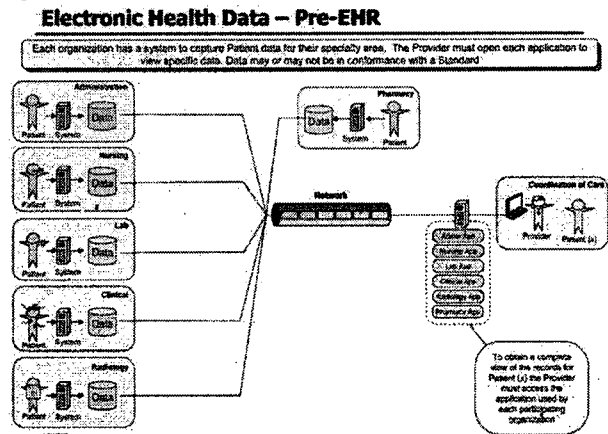 Electronic Health Data – Pre-EHR
Each organization has a system to capture Patient data for their specialty area. The Provider must open each application to
view specific data. Data may or may not be in conformance with a Standard
Administrative
Patient
System
Data
Nursing
Patient
System
Data
Lab
Patient
System
Data
Clinical
Patient
System
Data
Radiology
Patient
System
Data
Pharmacy
Data
System
Patient
Network
Admin App
Nursing App
Lab App
Clinical App
Radiology App
Pharmacy App
Coordination of Care
Provider
Patient (x)
To obtain a complete
view of the records for
Patient (x) the Provider
must access the
application used by
each participating
organization